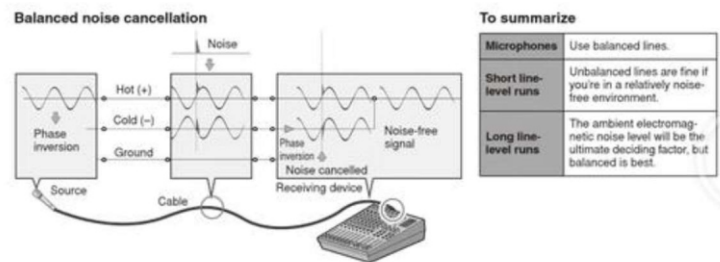 Balanced noise cancellation
Noise
Hot (+)
Cold (–)
Ground
Phase
inversion
Phase
inversion
Noise-free
signal
Noise cancelled
Source
Cable
Receiving device
To summarize
Microphones
Use balanced lines.
Short line-
level runs
Unbalanced lines are fine if
you're in a relatively noise-
free environment.
Long line-
level runs
The ambient electromag-
netic noise level will be the
ultimate deciding factor, but
balanced is best.